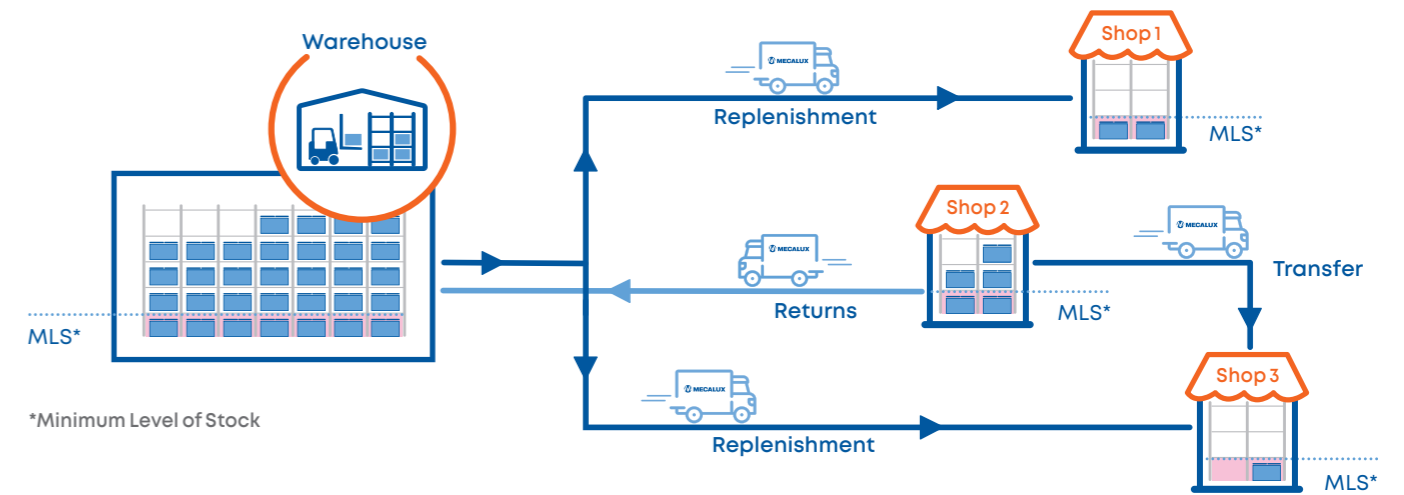 Warehouse
Shop 1
MECALUX
Replenishment
MLS*
Shop 2
MECALUX
MECALUX
Transfer
Returns
MLS*
MLS*
Shop 3
MECALUX
*Minimum Level of Stock
Replenishment
MLS*